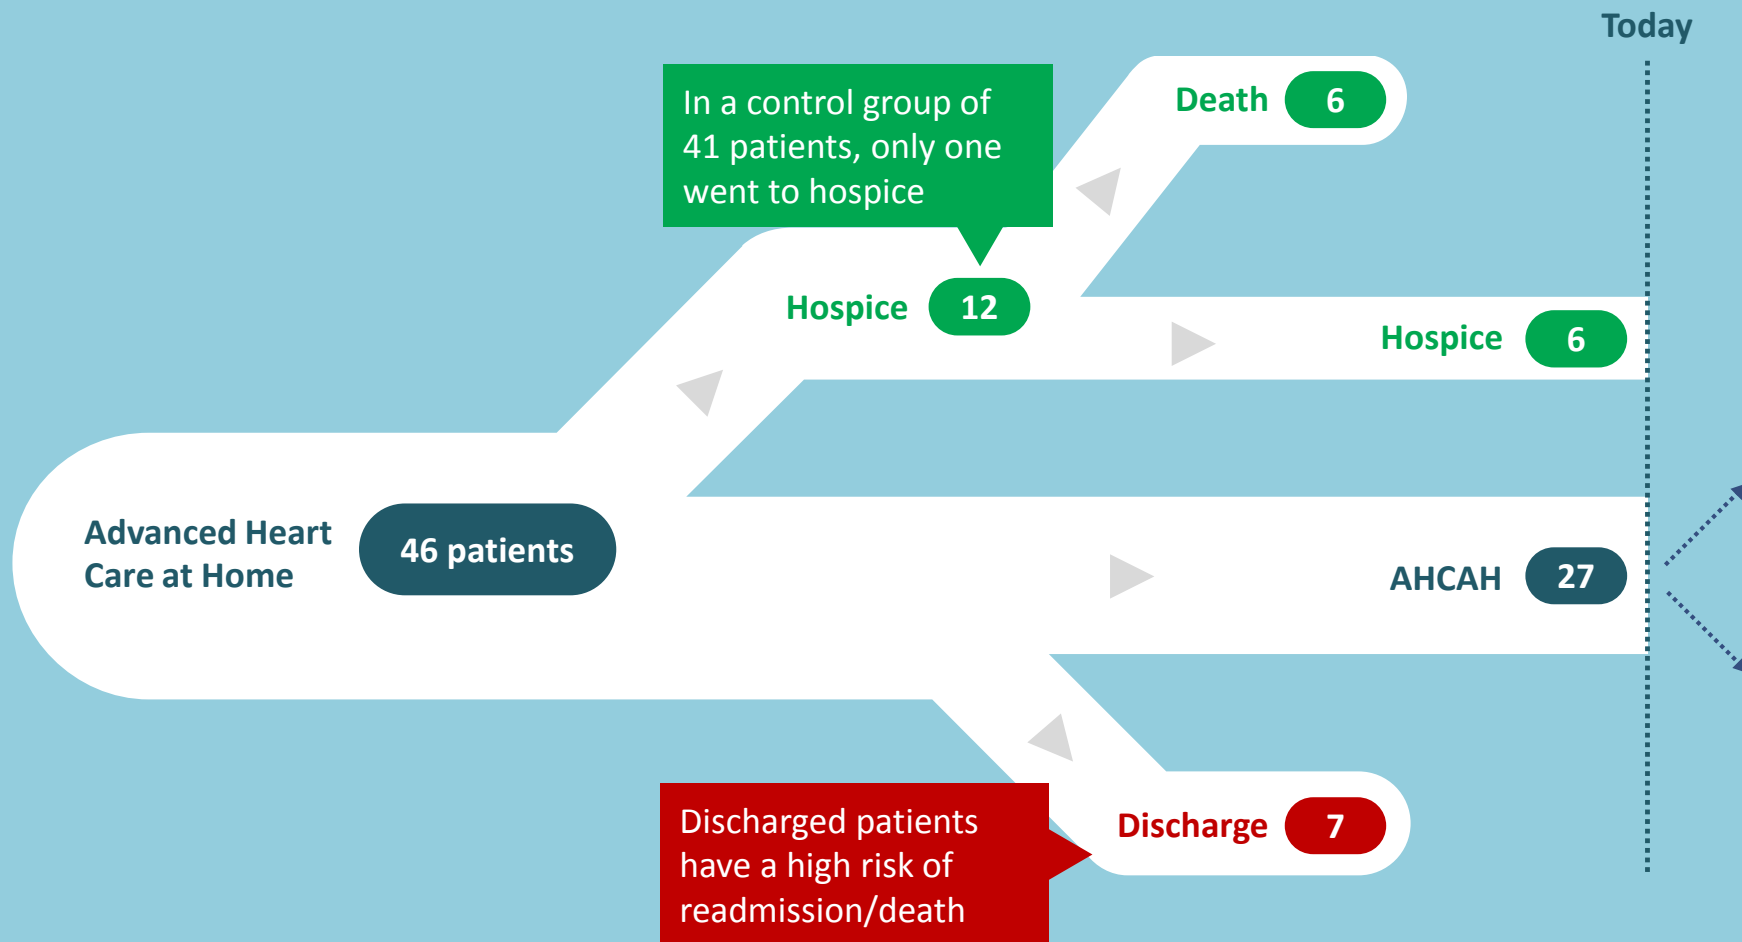 Today
Death 6
In a control group of
41 patients, only one
went to hospice
Hospice 12
Hospice 6
Advanced Heart
Care at Home
46 patients
AHCAH 27
Discharge 7
Discharged patients
have a high risk of
readmission/death